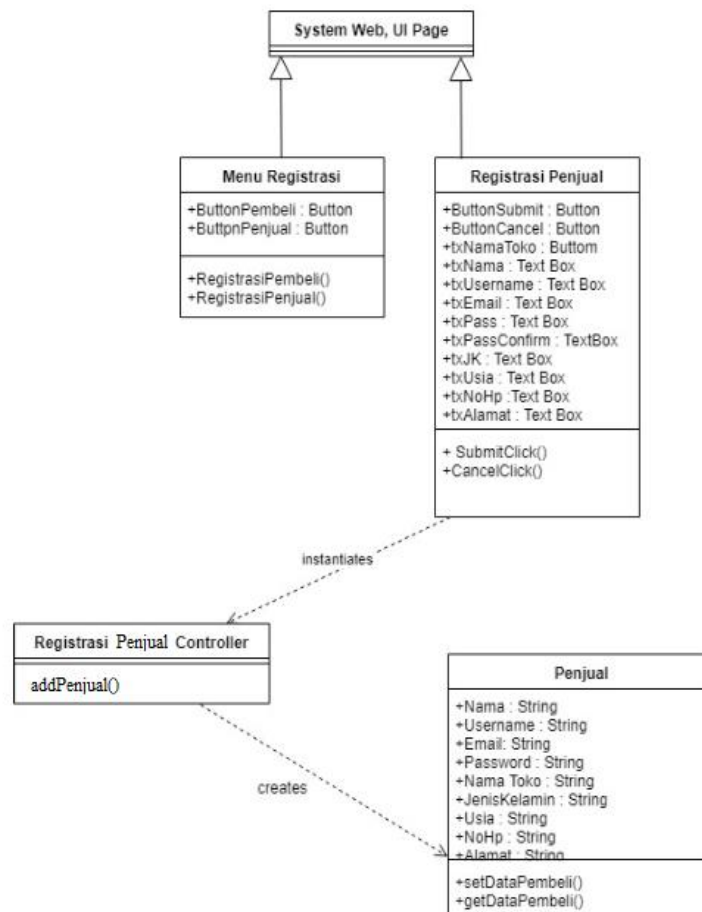 System Web, UI Page
Menu Registrasi
+ButtonPembeli : Button
+ButtpnPenjual : Button
+RegistrasiPembeli()
+RegistrasiPenjual()
Registrasi Penjual
+ButtonSubmit : Button
+ButtonCancel : Button
+txNamaToko : Buttom
+txNama : Text Box
+txUsername : Text Box
+txEmail : Text Box
+txPass : Text Box
+txPassConfirm : TextBox
+txJK : Text Box
+txUsia : Text Box
+txNoHp :Text Box
+txAlamat : Text Box
+ SubmitClick()
+CancelClick()
instantiates
Registrasi Penjual Controller
addPenjual()
creates
Penjual
+Nama : String
+Username : String
+Email: String
+Password : String
+Nama Toko : String
+JenisKelamin : String
+Usia : String
+NoHp : String
+Alamat : String
+setDataPembeli()
+getDataPembeli()